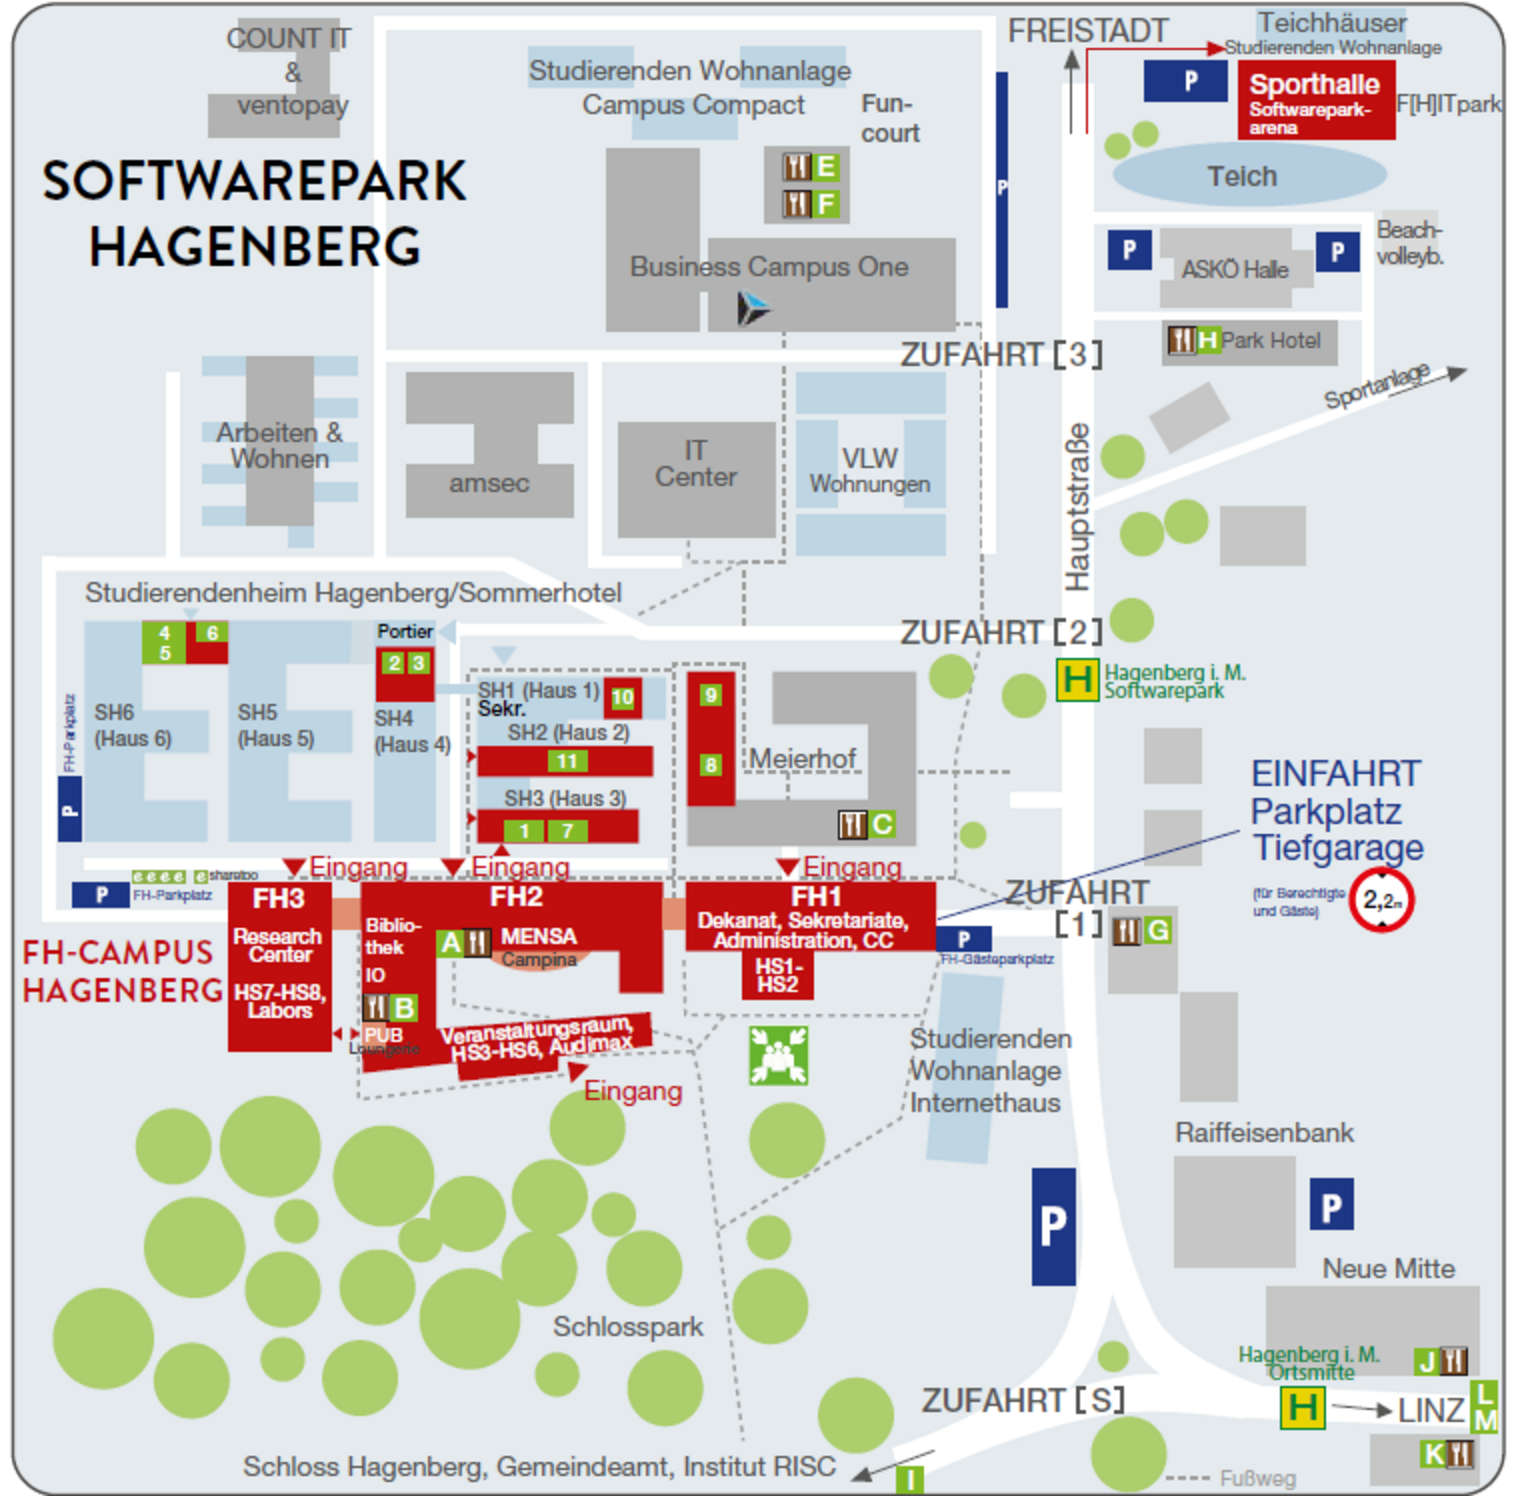 COUNT IT
&
ventopay
SOFTWAREPARK
HAGENBERG
Studierenden Wohnanlage
Campus Compact
Fun-
court
E
F
Business Campus One
P
FREISTADT
Teichhäuser
Studierenden Wohnanlage
P
Sporthalle
Softwarepark-
arena
F[H]ITpark
Teich
P
ASKÖ Halle
P
Beach-
volleyb.
H Park Hotel
ZUFAHRT [3]
Sportanlage
Hauptstraße
Arbeiten &
Wohnen
amsec
IT
Center
VLW
Wohnungen
Studierendenheim Hagenberg/Sommerhotel
ZUFAHRT [2]
H
Hagenberg i. M.
Softwarepark
4
5
6
Portier
2 3
SH6
(Haus 6)
SH5
(Haus 5)
SH4
(Haus 4)
SH1 (Haus 1)
Sekr.
10
SH2 (Haus 2)
11
SH3 (Haus 3)
1 7
9
8
Meierhof
C
FH-Parkplatz
P
EINFAHRT
Parkplatz
Tiefgarage
(für Berechtigte
und Gäste)
2,2m
Eingang
Eingang
Eingang
e e e e e sharetoo
P
FH-Parkplatz
ZUFAHRT
[1]
G
FH-CAMPUS
HAGENBERG
FH3
Research
Center
HS7-HS8,
Labors
FH2
Biblio-
thek
IO
A
MENSA
Campina
B
PUB
Loungerie
Veranstaltungsraum,
HS3-HS6, Audimax
Eingang
FH1
Dekanat, Sekretariate,
Administration, CC
HS1-
HS2
P
FH-Gästeparkplatz
Studierenden
Wohnanlage
Internethaus
Raiffeisenbank
P
P
Neue Mitte
Schlosspark
J
Hagenberg i. M.
Ortsmitte
H
LINZ
L
M
K
ZUFAHRT [S]
Schloss Hagenberg, Gemeindeamt, Institut RISC
I
Fußweg